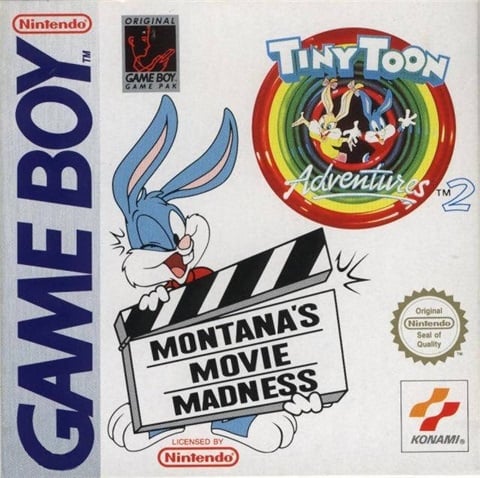 Nintendo
GAME BOY
TM
ORIGINAL
GAME BOY
GAME PAK
TINY TOON
Adventures
TM
2
MONTANA'S
MOVIE
MADNESS
Original
Nintendo
Seal of
Quality
TM
KONAMI®
LICENSED BY
Nintendo